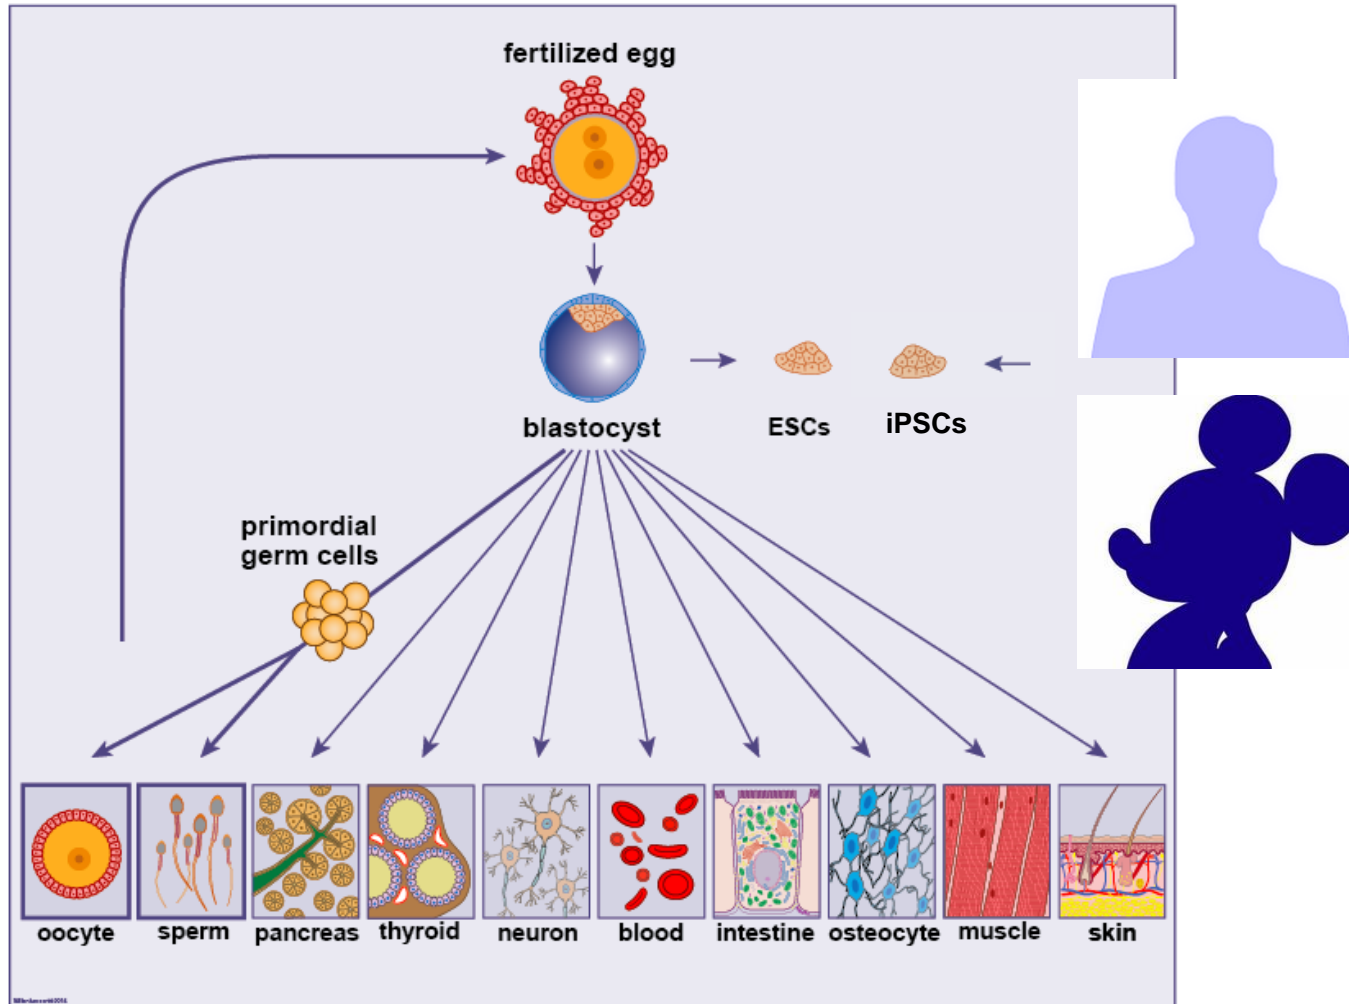 fertilized egg
blastocyst
ESCs
iPSCs
primordial
germ cells
oocyte
sperm
pancreas
thyroid
neuron
blood
intestine
osteocyte
muscle
skin